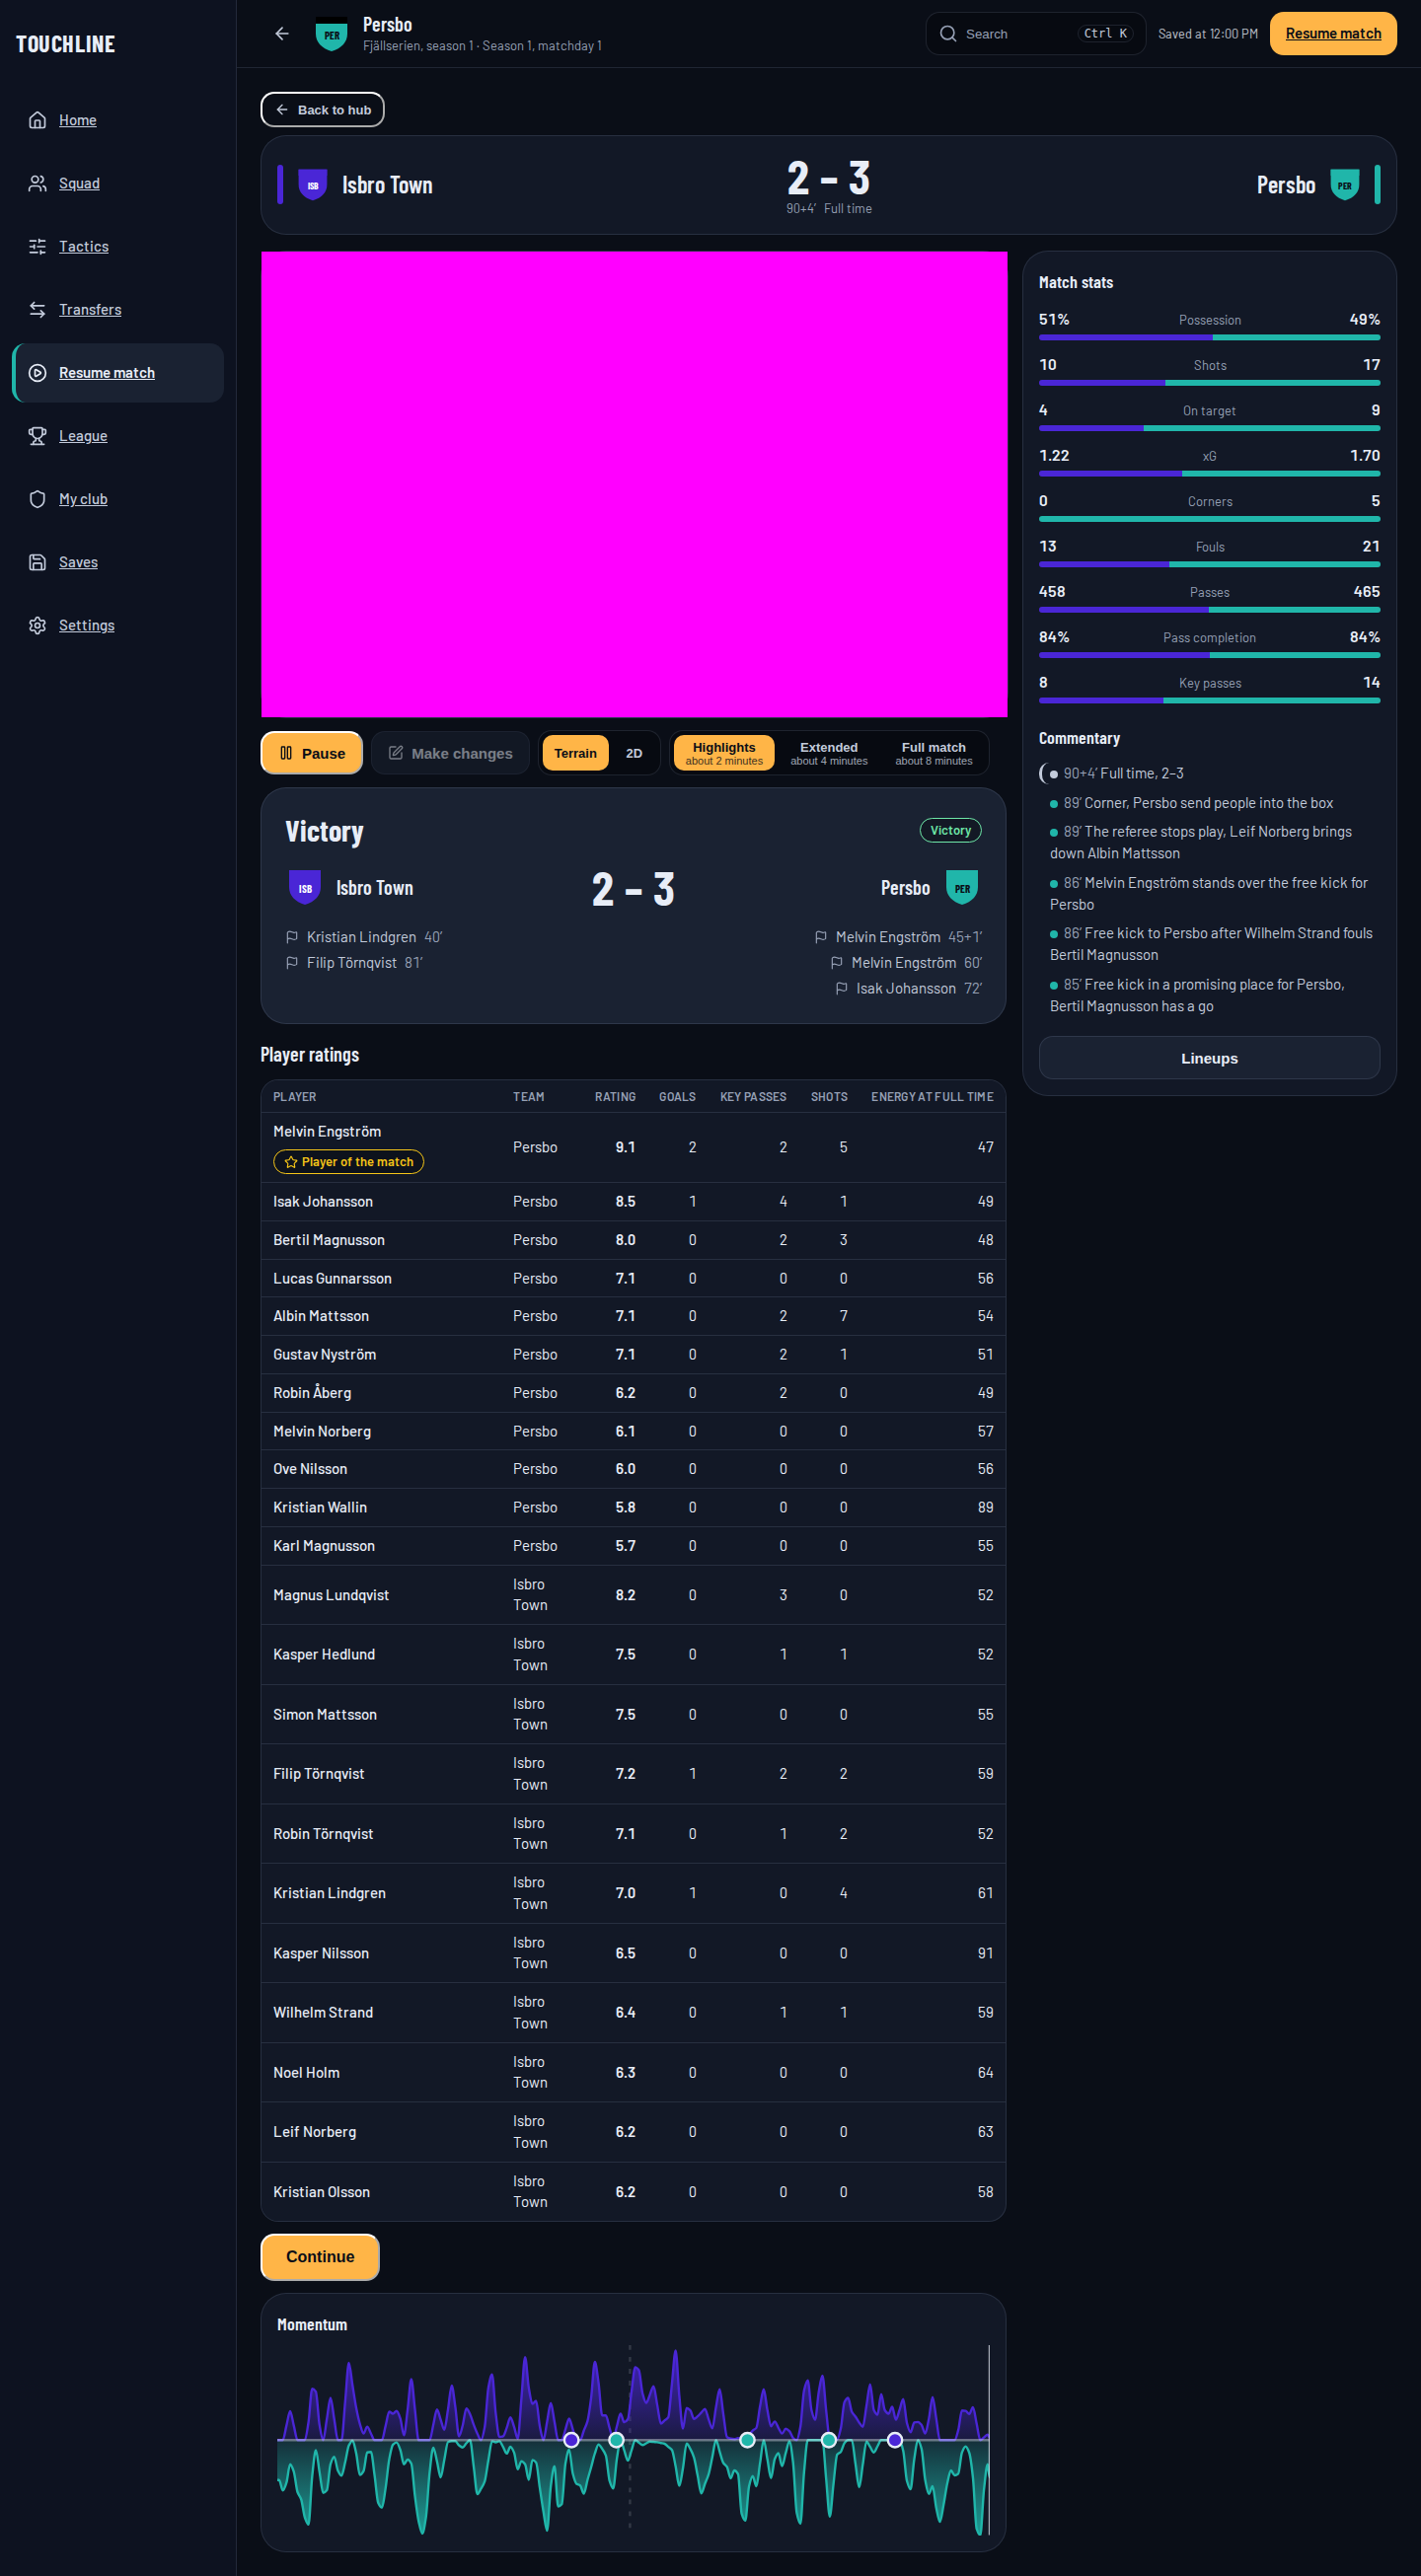 TOUCHLINE
Home
Squad
Tactics
Transfers
Resume match
League
My club
Saves
Settings
PER
Persbo
Fjällserien, season 1 · Season 1, matchday 1
Search
Ctrl K
Saved at 12:00 PM
Resume match
Back to hub
ISB
Isbro Town
2 – 3
90+4′ Full time
Persbo
PER
Pause
Make changes
Terrain
2D
Highlights
about 2 minutes
Extended
about 4 minutes
Full match
about 8 minutes
Victory
Victory
ISB
Isbro Town
2 – 3
Persbo
PER
Kristian Lindgren 40′
Filip Törnqvist 81′
Melvin Engström 45+1′
Melvin Engström 60′
Isak Johansson 72′
Player ratings
PLAYER TEAM RATING GOALS KEY PASSES SHOTS ENERGY AT FULL TIME
Melvin Engström
Player of the match
Persbo 9.1 2 2 5 47
Isak Johansson Persbo 8.5 1 4 1 49
Bertil Magnusson Persbo 8.0 0 2 3 48
Lucas Gunnarsson Persbo 7.1 0 0 0 56
Albin Mattsson Persbo 7.1 0 2 7 54
Gustav Nyström Persbo 7.1 0 2 1 51
Robin Åberg Persbo 6.2 0 2 0 49
Melvin Norberg Persbo 6.1 0 0 0 57
Ove Nilsson Persbo 6.0 0 0 0 56
Kristian Wallin Persbo 5.8 0 0 0 89
Karl Magnusson Persbo 5.7 0 0 0 55
Magnus Lundqvist Isbro Town 8.2 0 3 0 52
Kasper Hedlund Isbro Town 7.5 0 1 1 52
Simon Mattsson Isbro Town 7.5 0 0 0 55
Filip Törnqvist Isbro Town 7.2 1 2 2 59
Robin Törnqvist Isbro Town 7.1 0 1 2 52
Kristian Lindgren Isbro Town 7.0 1 0 4 61
Kasper Nilsson Isbro Town 6.5 0 0 0 91
Wilhelm Strand Isbro Town 6.4 0 1 1 59
Noel Holm Isbro Town 6.3 0 0 0 64
Leif Norberg Isbro Town 6.2 0 0 0 63
Kristian Olsson Isbro Town 6.2 0 0 0 58
Continue
Momentum
Match stats
51% Possession 49%
10 Shots 17
4 On target 9
1.22 xG 1.70
0 Corners 5
13 Fouls 21
458 Passes 465
84% Pass completion 84%
8 Key passes 14
Commentary
90+4′ Full time, 2–3
89′ Corner, Persbo send people into the box
89′ The referee stops play, Leif Norberg brings
down Albin Mattsson
86′ Melvin Engström stands over the free kick for
Persbo
86′ Free kick to Persbo after Wilhelm Strand fouls
Bertil Magnusson
85′ Free kick in a promising place for Persbo,
Bertil Magnusson has a go
Lineups